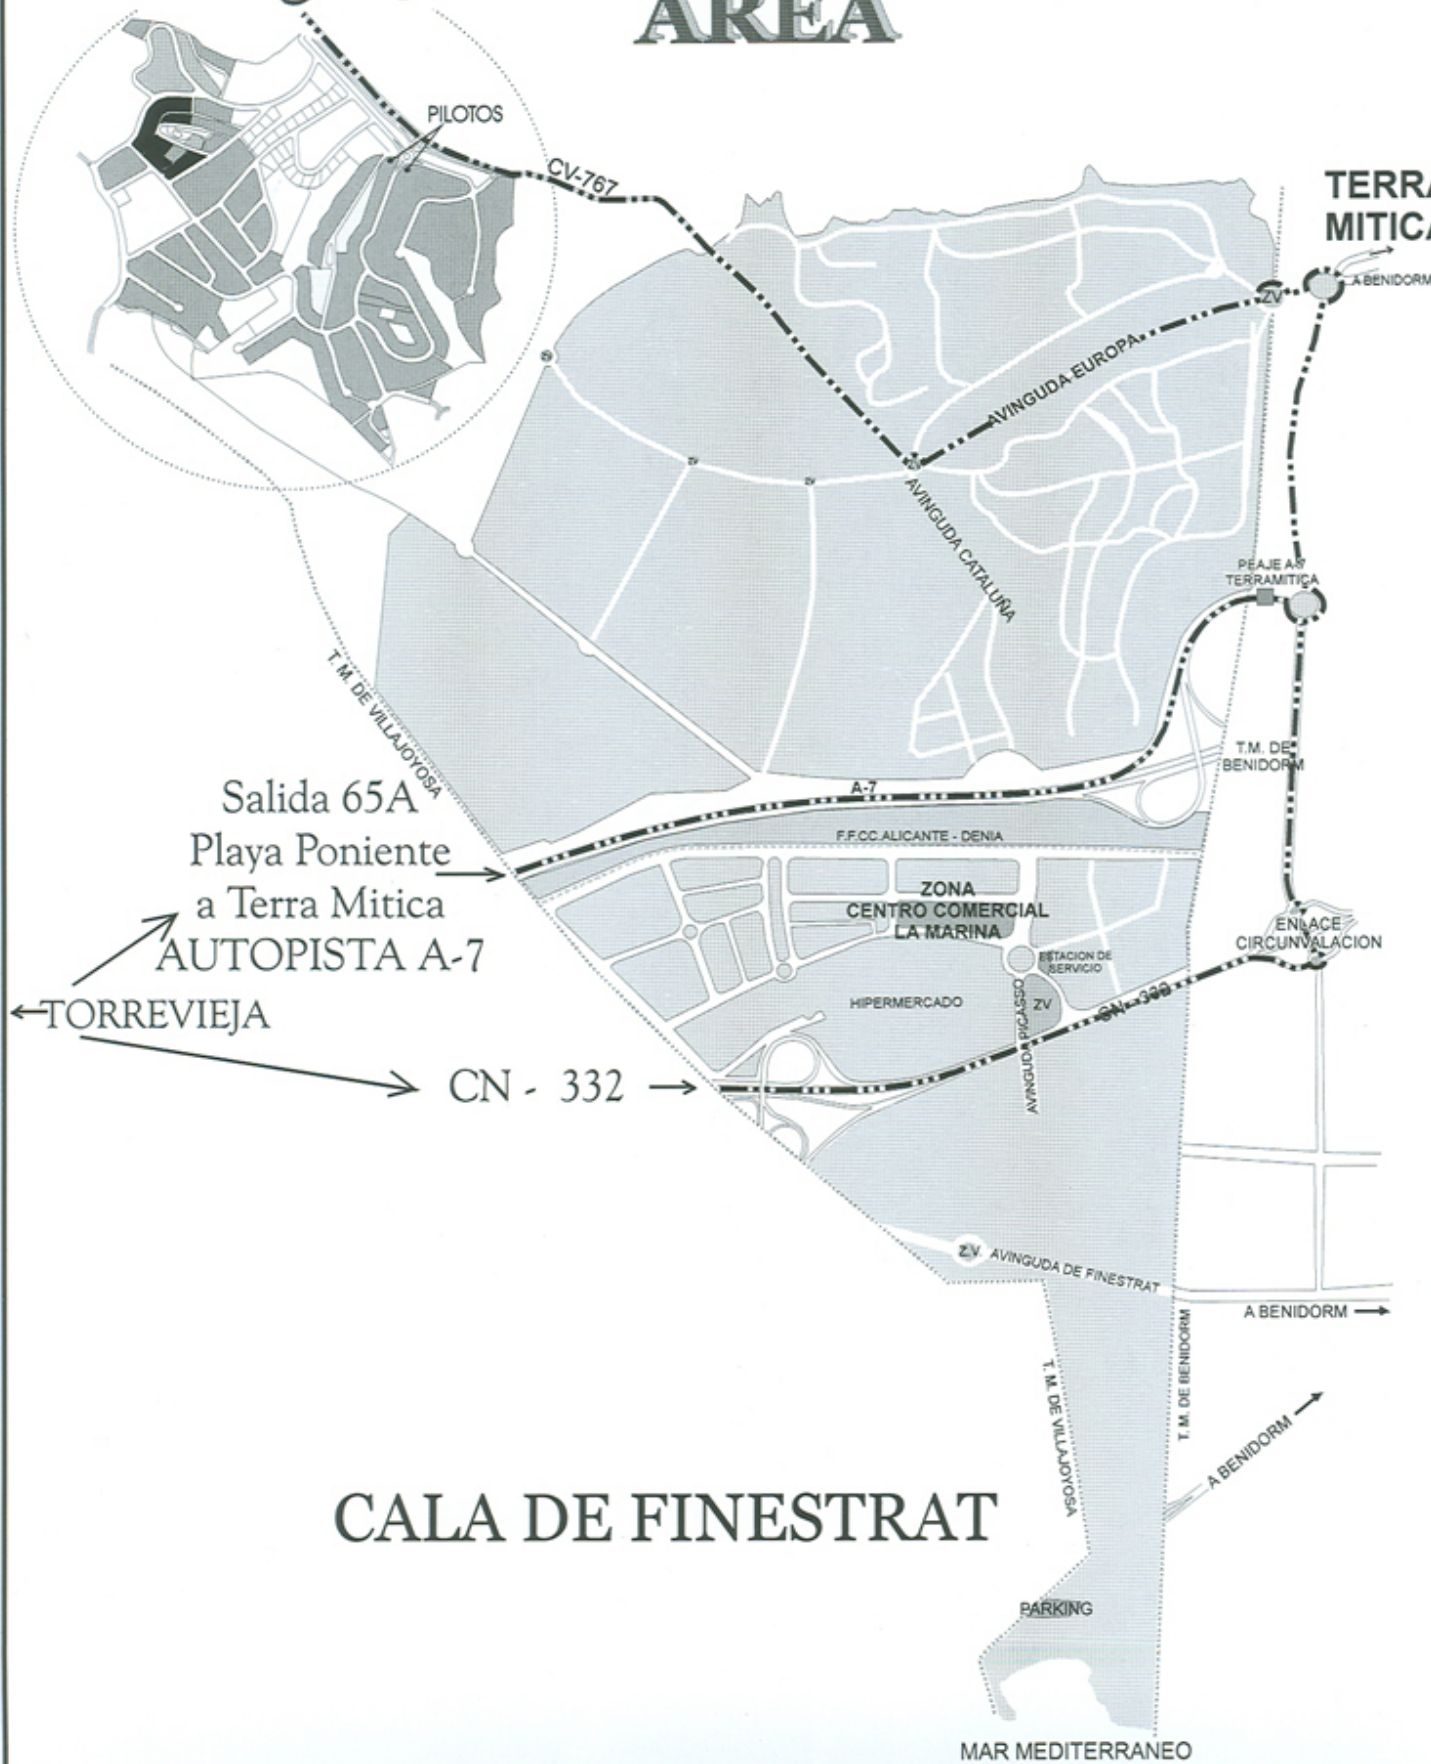 AREA
PILOTOS
CV-767
TERRA
MITICA
A BENIDORM
ZV
AVINGUDA EUROPA
AVINGUDA CATALUÑA
PEAJE A-7
TERRAMITICA
T. M. DE VILLAJOYOSA
T.M. DE
BENIDORM
Salida 65A
Playa Poniente
a Terra Mitica
AUTOPISTA A-7
A-7
F.F.CC.ALICANTE - DENIA
ZONA
CENTRO COMERCIAL
LA MARINA
ENLACE
CIRCUNVALACION
ESTACION DE
SERVICIO
HIPERMERCADO
ZV
AVINGUDA PICASSO
CN - 332
TORREVIEJA
CN - 332
Z.V.
AVINGUDA DE FINESTRAT
A BENIDORM
T. M. DE BENIDORM
T. M. DE VILLAJOYOSA
A BENIDORM
CALA DE FINESTRAT
PARKING
MAR MEDITERRANEO